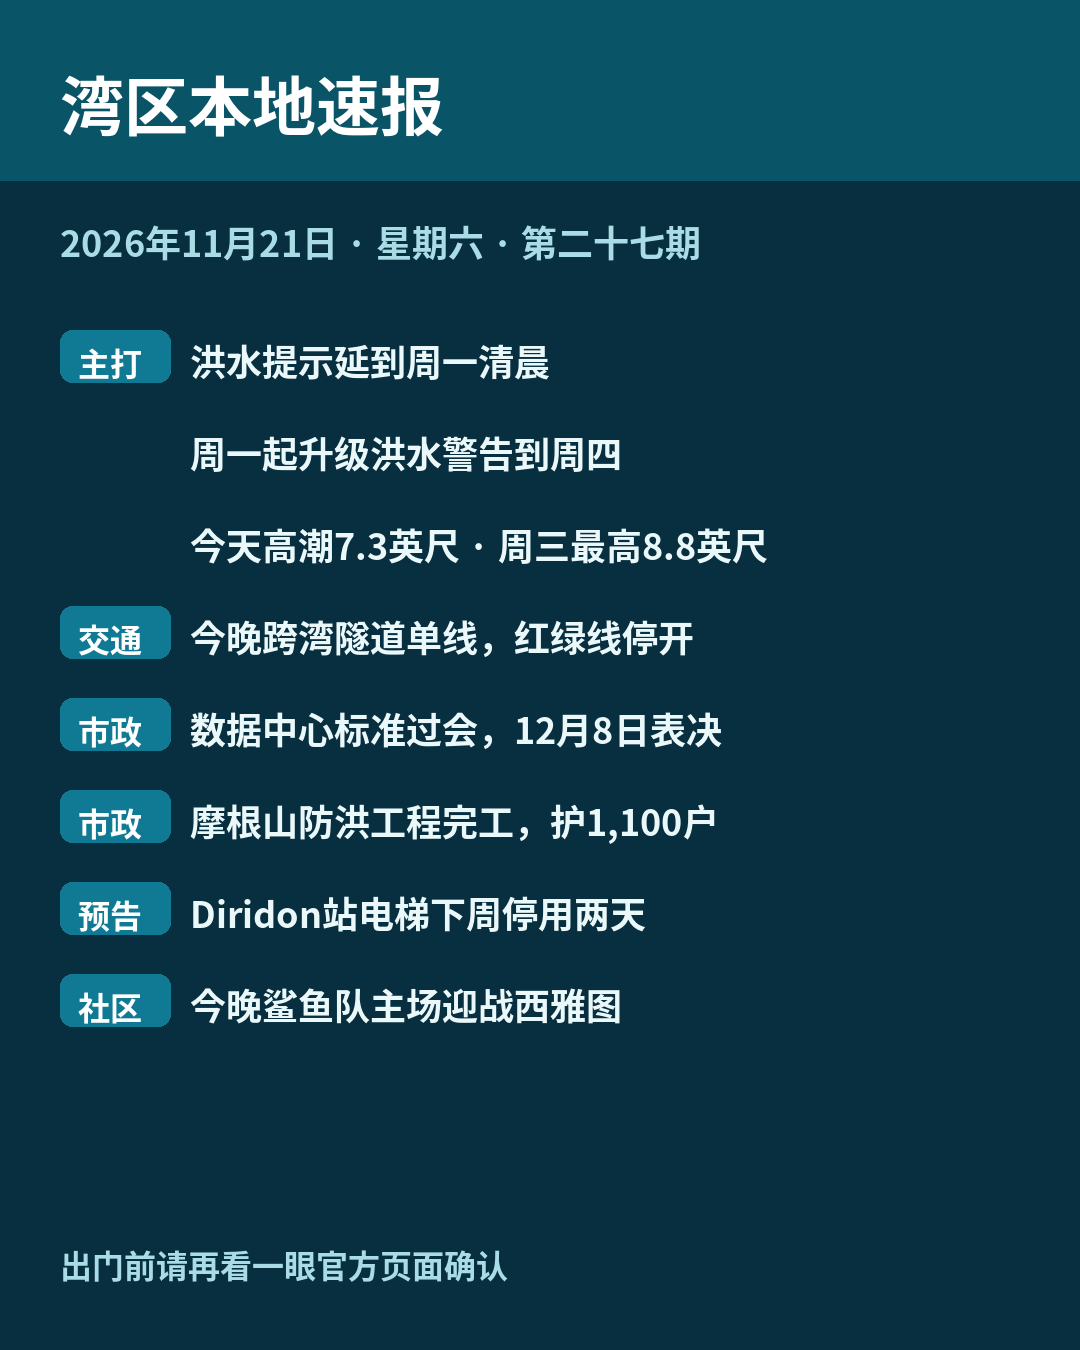 湾区本地速报
2026年11月21日 · 星期六 · 第二十七期
主打 洪水提示延到周一清晨
周一起升级洪水警告到周四
今天高潮7.3英尺 · 周三最高8.8英尺
交通 今晚跨湾隧道单线，红绿线停开
市政 数据中心标准过会，12月8日表决
市政 摩根山防洪工程完工，护1,100户
预告 Diridon站电梯下周停用两天
社区 今晚鲨鱼队主场迎战西雅图
出门前请再看一眼官方页面确认